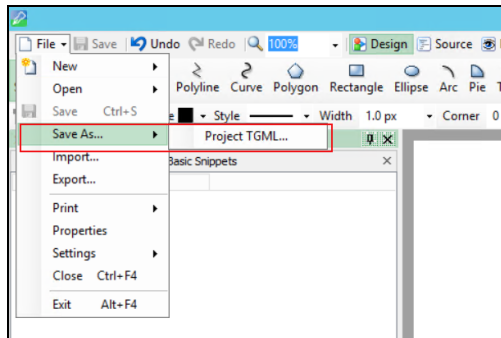 File Save Undo Redo 100% Design Source
New
Open
Polyline Curve Polygon Rectangle Ellipse Arc Pie
Save Ctrl+S
Style Width 1.0 px Corner 0
Save As...
Project TGML...
Import...
Basic Snippets
Export...
Print
Properties
Settings
Close Ctrl+F4
Exit Alt+F4